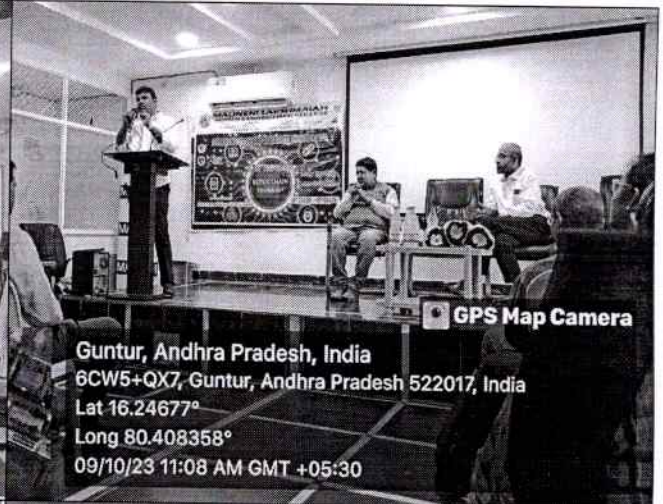 GPS Map Camera
Guntur, Andhra Pradesh, India
6CW5+QX7, Guntur, Andhra Pradesh 522017, India
Lat 16.24677°
Long 80.408358°
09/10/23 11:08 AM GMT +05:30